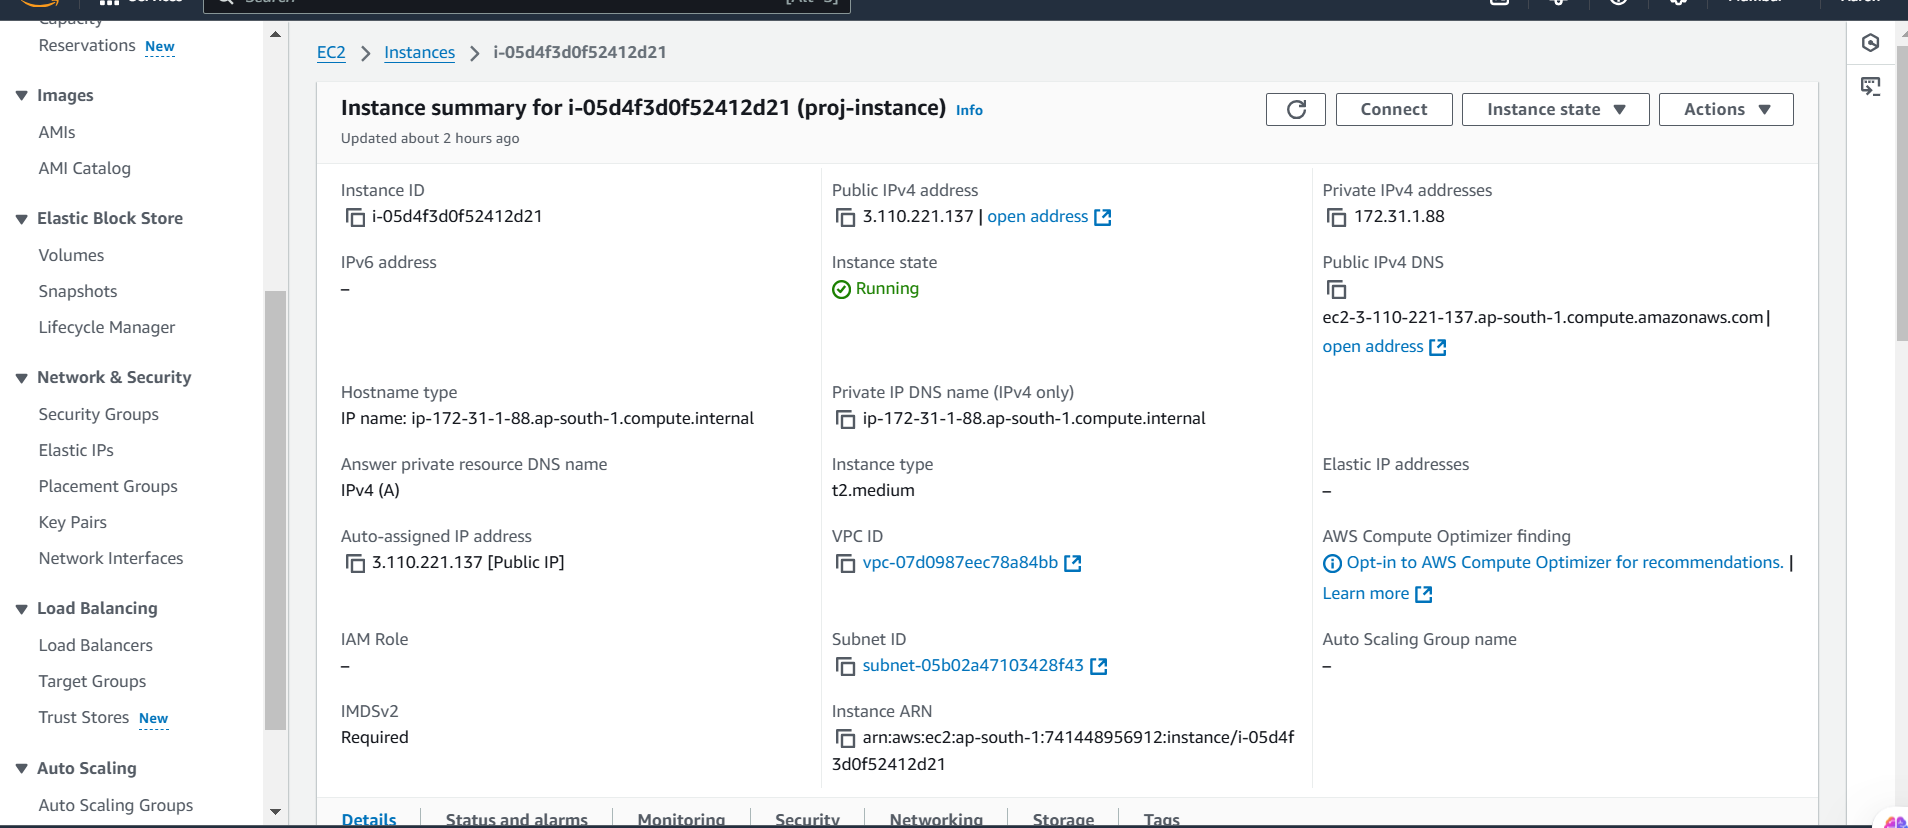 Services
Search
[Alt+S]
Mumbai
Capacity
Reservations New
Images
AMIs
AMI Catalog
Elastic Block Store
Volumes
Snapshots
Lifecycle Manager
Network & Security
Security Groups
Elastic IPs
Placement Groups
Key Pairs
Network Interfaces
Load Balancing
Load Balancers
Target Groups
Trust Stores New
Auto Scaling
Auto Scaling Groups
EC2 > Instances > i-05d4f3d0f52412d21
Instance summary for i-05d4f3d0f52412d21 (proj-instance) Info
Updated about 2 hours ago
Connect
Instance state
Actions
Instance ID
i-05d4f3d0f52412d21
Public IPv4 address
3.110.221.137 | open address
Private IPv4 addresses
172.31.1.88
IPv6 address
–
Instance state
Running
Public IPv4 DNS
ec2-3-110-221-137.ap-south-1.compute.amazonaws.com |
open address
Hostname type
IP name: ip-172-31-1-88.ap-south-1.compute.internal
Private IP DNS name (IPv4 only)
ip-172-31-1-88.ap-south-1.compute.internal
Answer private resource DNS name
IPv4 (A)
Instance type
t2.medium
Elastic IP addresses
–
Auto-assigned IP address
3.110.221.137 [Public IP]
VPC ID
vpc-07d0987eec78a84bb
AWS Compute Optimizer finding
Opt-in to AWS Compute Optimizer for recommendations. |
Learn more
IAM Role
–
Subnet ID
subnet-05b02a47103428f43
Auto Scaling Group name
–
IMDSv2
Required
Instance ARN
arn:aws:ec2:ap-south-1:741448956912:instance/i-05d4f
3d0f52412d21
Details
Status and alarms
Monitoring
Security
Networking
Storage
Tags